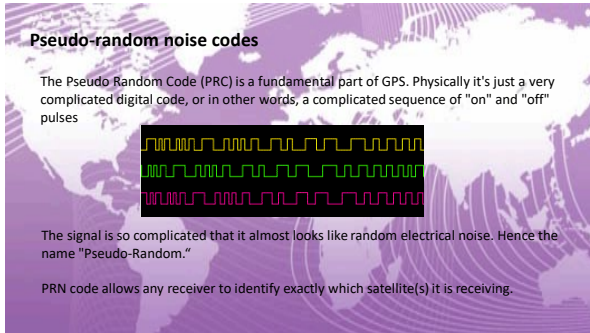 Pseudo-random noise codes
The Pseudo Random Code (PRC) is a fundamental part of GPS. Physically it's just a very
complicated digital code, or in other words, a complicated sequence of "on" and "off"
pulses
The signal is so complicated that it almost looks like random electrical noise. Hence the
name "Pseudo-Random.“
PRN code allows any receiver to identify exactly which satellite(s) it is receiving.